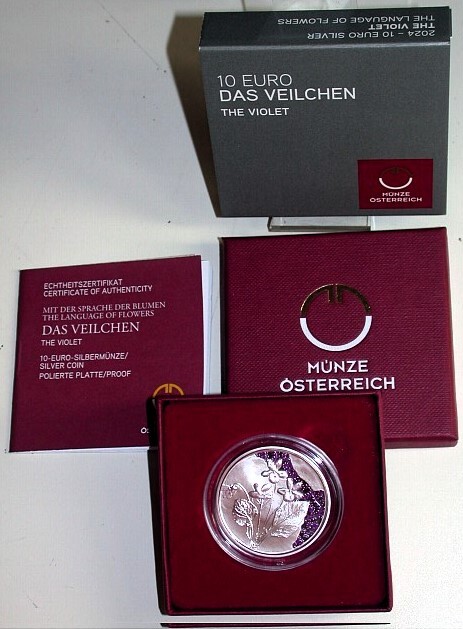 2024 – 10 EURO SILVER
THE VIOLET
THE LANGUAGE OF FLOWERS
10 EURO
DAS VEILCHEN
THE VIOLET
MÜNZE
ÖSTERREICH
ECHTHEITSZERTIFIKAT
CERTIFICATE OF AUTHENTICITY
MIT DER SPRACHE DER BLUMEN
THE LANGUAGE OF FLOWERS
DAS VEILCHEN
THE VIOLET
10-EURO-SILBERMÜNZE/
SILVER COIN
POLIERTE PLATTE/PROOF
MÜNZE
ÖSTERREICH